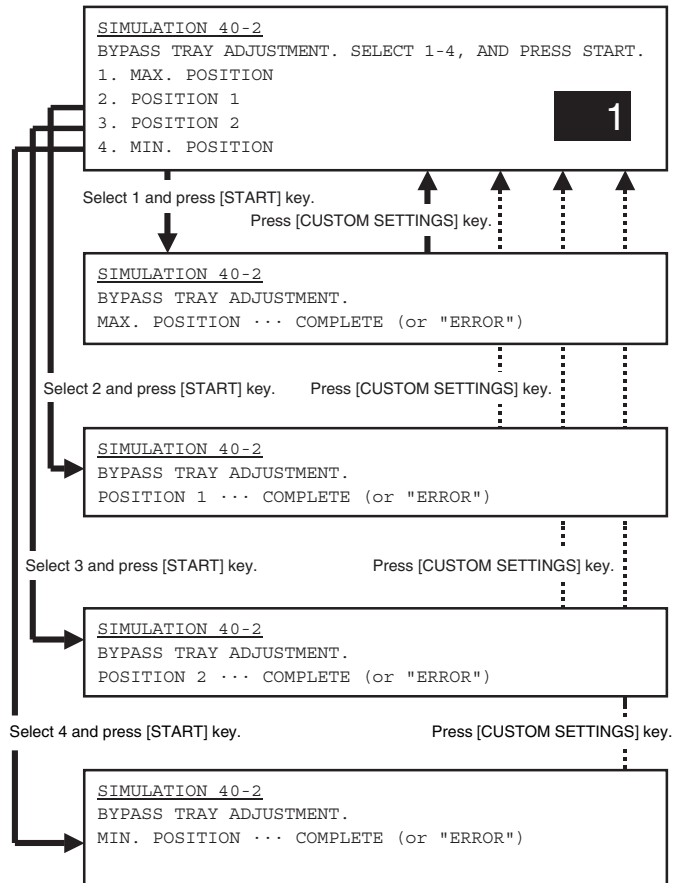 SIMULATION 40-2
BYPASS TRAY ADJUSTMENT. SELECT 1-4, AND PRESS START.
1. MAX. POSITION
2. POSITION 1
3. POSITION 2
4. MIN. POSITION
1
Select 1 and press [START] key.
Press [CUSTOM SETTINGS] key.
SIMULATION 40-2
BYPASS TRAY ADJUSTMENT.
MAX. POSITION ··· COMPLETE (or "ERROR")
Select 2 and press [START] key.
Press [CUSTOM SETTINGS] key.
SIMULATION 40-2
BYPASS TRAY ADJUSTMENT.
POSITION 1 ··· COMPLETE (or "ERROR")
Select 3 and press [START] key.
Press [CUSTOM SETTINGS] key.
SIMULATION 40-2
BYPASS TRAY ADJUSTMENT.
POSITION 2 ··· COMPLETE (or "ERROR")
Select 4 and press [START] key.
Press [CUSTOM SETTINGS] key.
SIMULATION 40-2
BYPASS TRAY ADJUSTMENT.
MIN. POSITION ··· COMPLETE (or "ERROR")